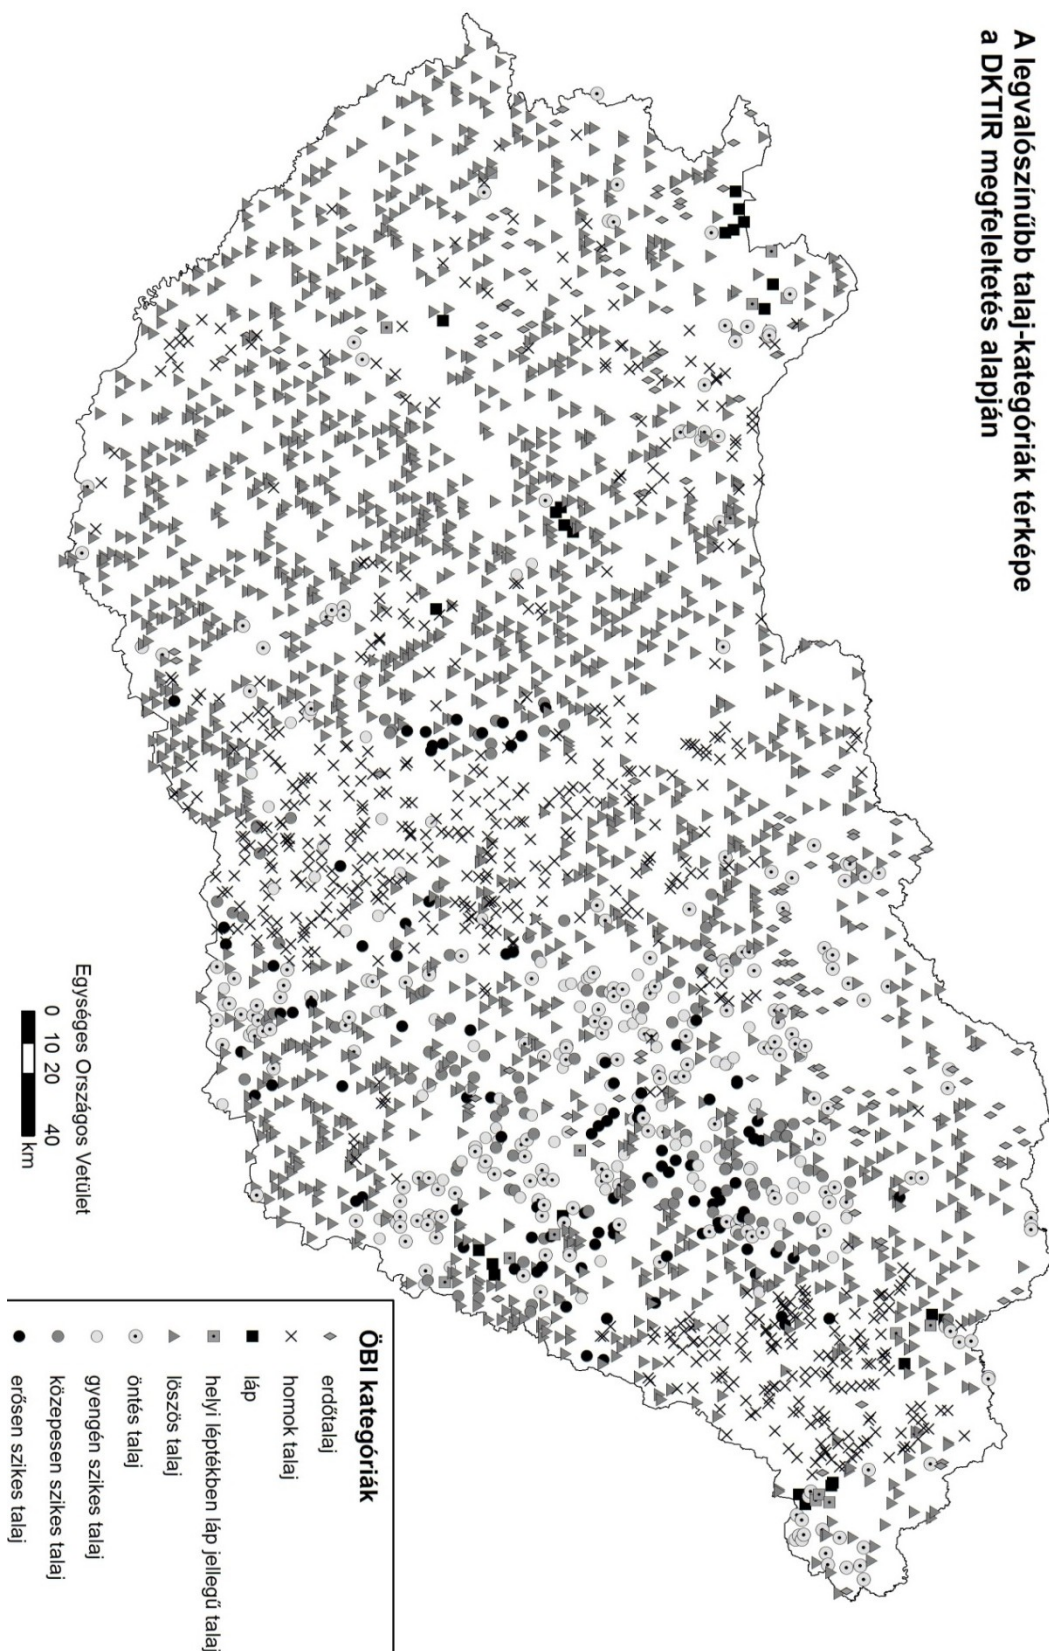 A legvalószínűbb talaj-kategóriák térképe
a DKTIR megfeleltetés alapján
Egységes Országos Vetület
0 10 20 40
km
ÖBI kategóriák
erdőtalaj
homok talaj
láp
helyi léptékben láp jellegű talaj
löszös talaj
öntés talaj
gyengén szikes talaj
közepesen szikes talaj
erősen szikes talaj